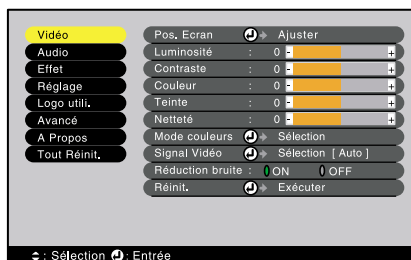 Vidéo
Audio
Effet
Réglage
Logo utili.
Avancé
A Propos
Tout Réinit.
Pos. Ecran Ajuster
Luminosité : 0 - +
Contraste : 0 - +
Couleur : 0 - +
Teinte : 0 - +
Netteté : 0 - +
Mode couleurs Sélection
Signal Vidéo Sélection [ Auto ]
Réduction bruite : ON OFF
Réinit. Exécuter
: Sélection : Entrée